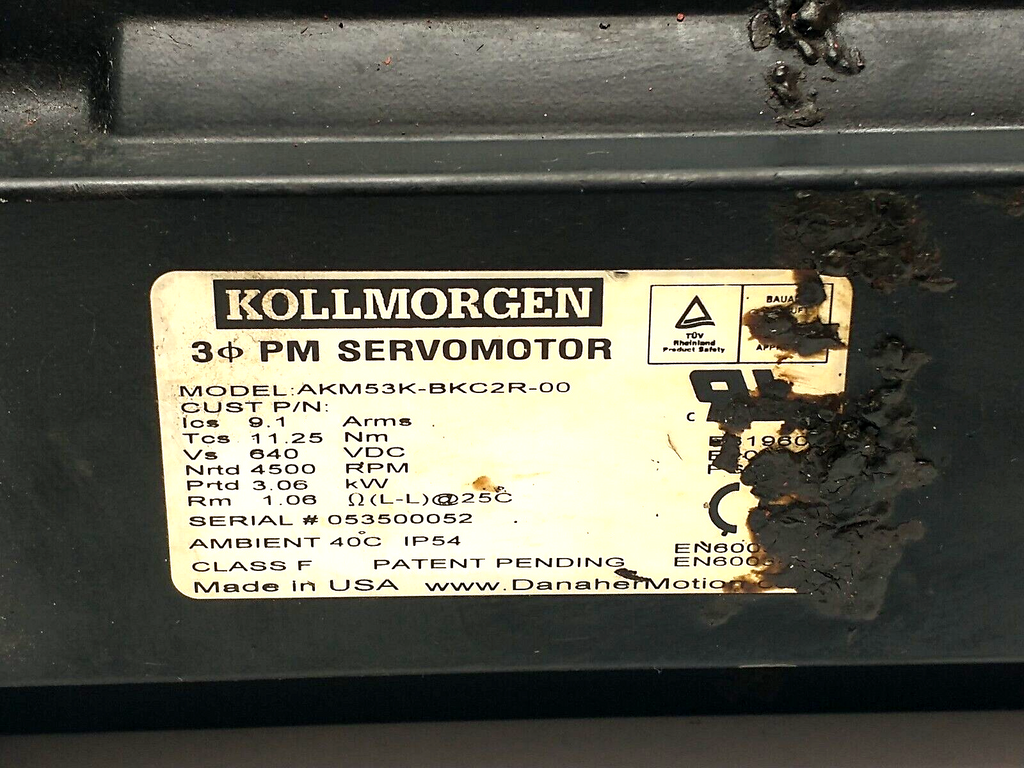 KOLLMORGEN
3Φ PM SERVOMOTOR
TÜV
Rheinland
Product Safety
MODEL:AKM53K-BKC2R-00
CUST P/N:
Ics 9.1 Arms
Tcs 11.25 Nm
Vs 640 VDC
Nrtd 4500 RPM
Prtd 3.06 kW
Rm 1.06 Ω(L-L)@25°C
SERIAL # 053500052
AMBIENT 40°C IP54
CLASS F PATENT PENDING
Made in USA www.DanaherMotion
c